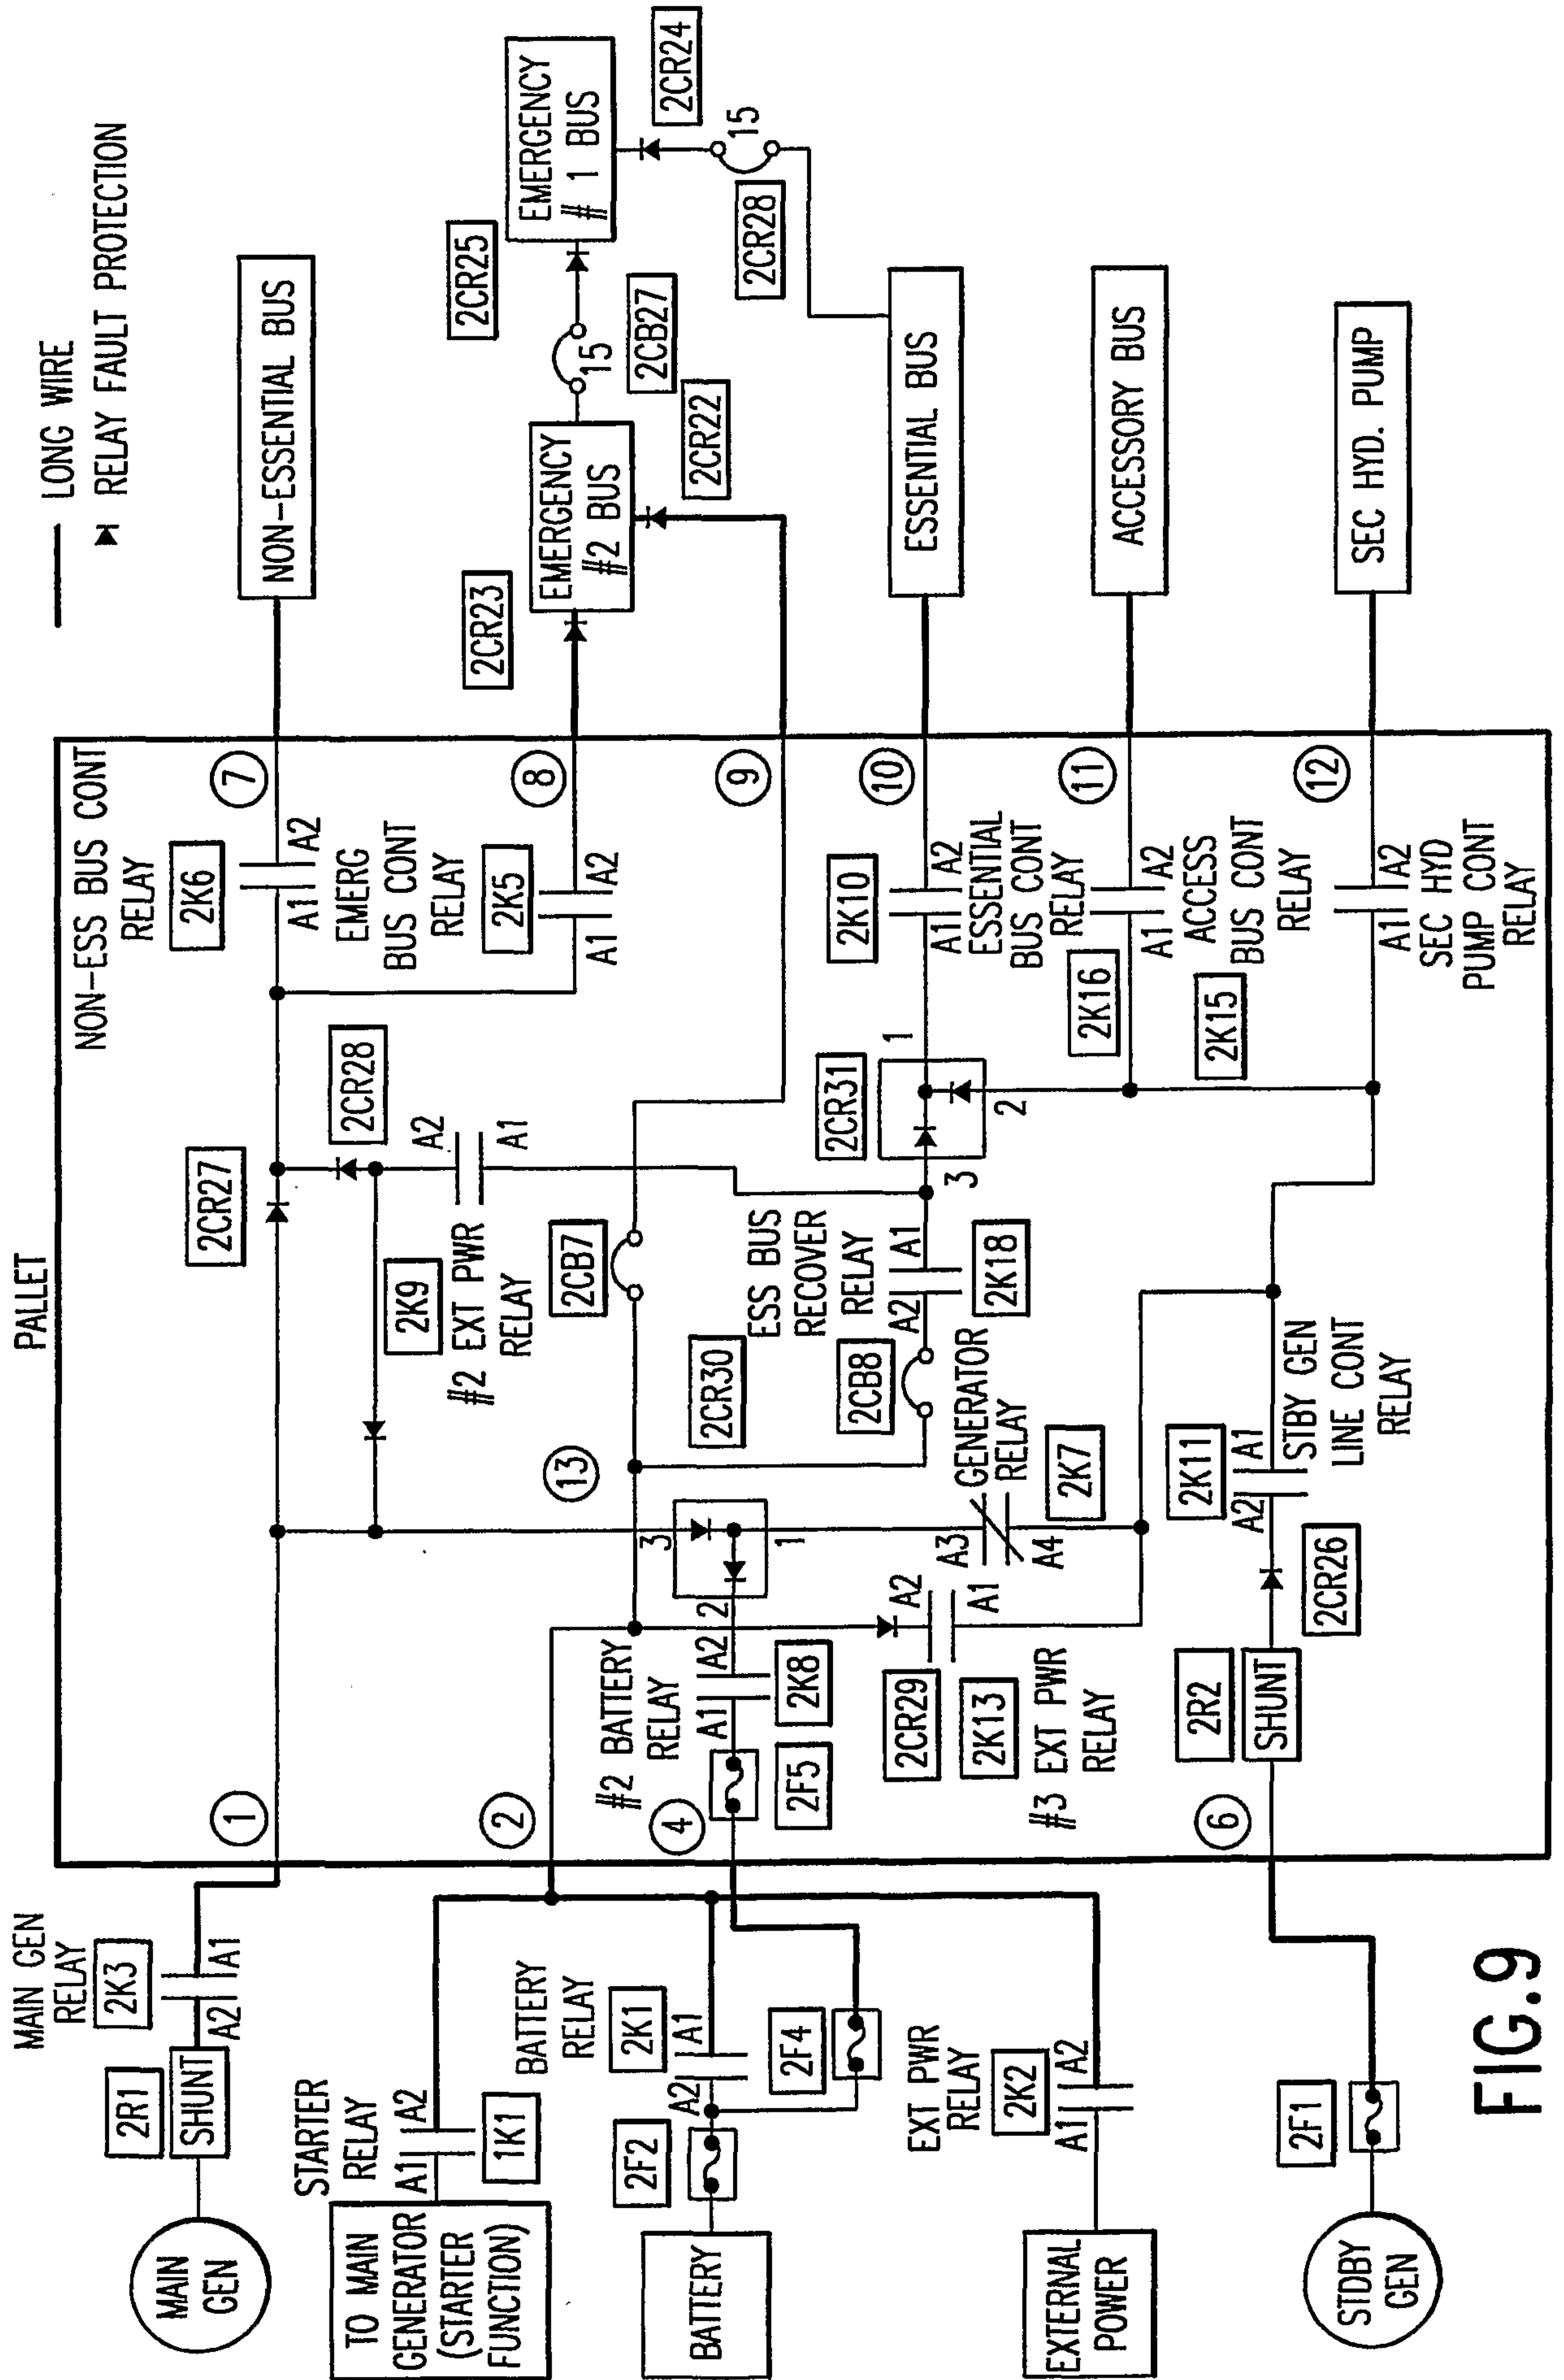 PALLET
LONG WIRE
RELAY FAULT PROTECTION
MAIN GEN
RELAY
2K3
A2
A1
2R1
SHUNT
MAIN
GEN
STARTER
RELAY
A1
A2
1K1
TO MAIN
GENERATOR
(STARTER
FUNCTION)
BATTERY
RELAY
2K1
A2
A1
2F2
2F4
BATTERY
EXT PWR
RELAY
2K2
A1
A2
EXTERNAL
POWER
2F1
STDBY
GEN
1
2
4
6
2CR27
2CR28
A2
A1
2K9
#2 EXT PWR
RELAY
2CB7
13
2CR30
3
1
2
#2 BATTERY
RELAY
A1
A2
2K8
2F5
ESS BUS
RECOVER
RELAY
A2
A1
2K18
2CB8
GENERATOR
RELAY
2K7
A3
A4
2CR29
A2
A1
2K13
#3 EXT PWR
RELAY
2R2
SHUNT
2CR26
2K11
A2
A1
STBY GEN
LINE CONT
RELAY
2CR31
1
2
3
NON-ESS BUS CONT
RELAY
2K6
A1
A2
7
EMERG
BUS CONT
RELAY
2K5
A1
A2
8
9
2K10
A1
A2
ESSENTIAL
BUS CONT
RELAY
10
2K16
A1
A2
ACCESS
BUS CONT
RELAY
11
2K15
A1
A2
SEC HYD
PUMP CONT
RELAY
12
NON-ESSENTIAL BUS
2CR23
EMERGENCY
#2 BUS
2CR22
15
2CB27
2CR25
EMERGENCY
# 1 BUS
2CR24
15
2CR28
ESSENTIAL BUS
ACCESSORY BUS
SEC HYD. PUMP
FIG.9